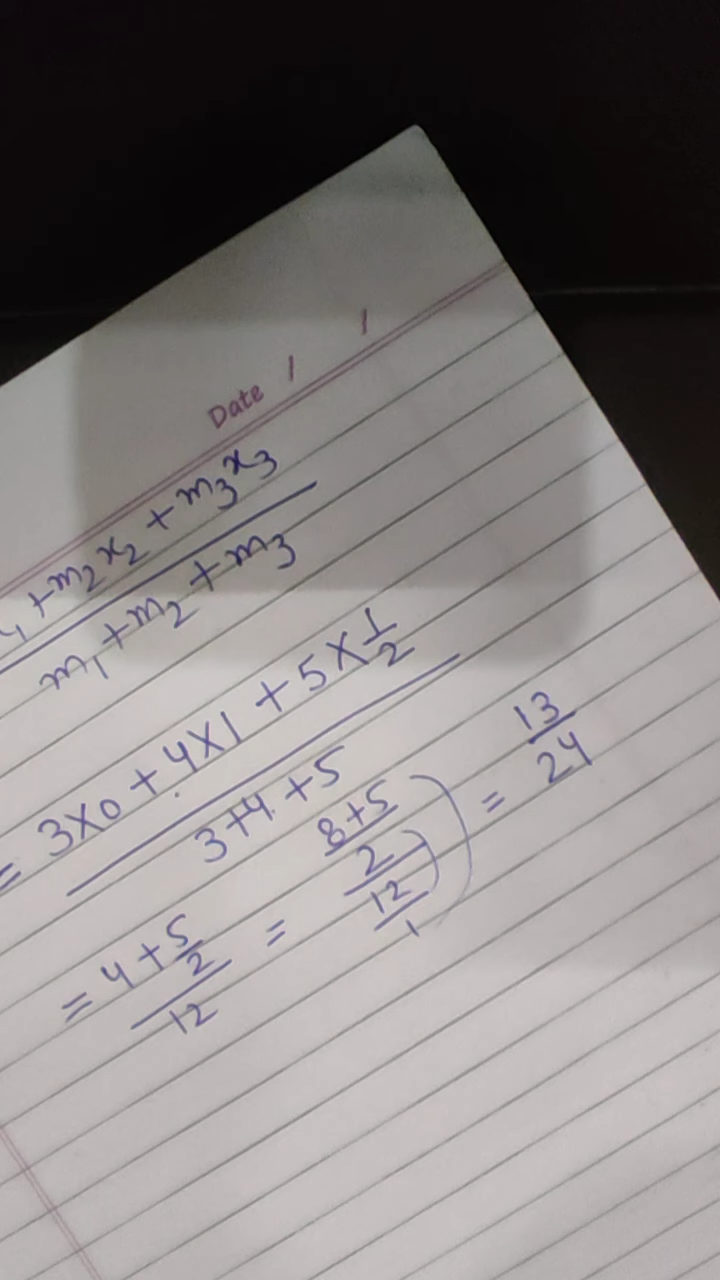 Date / /
+m₂x₂ + m₃x₃
m₁ + m₂ + m₃
= 3×0 + 4×1 + 5×1/2
3+4+5
= 4+5/2 = 8+5/2 = 13/24
12 12/1